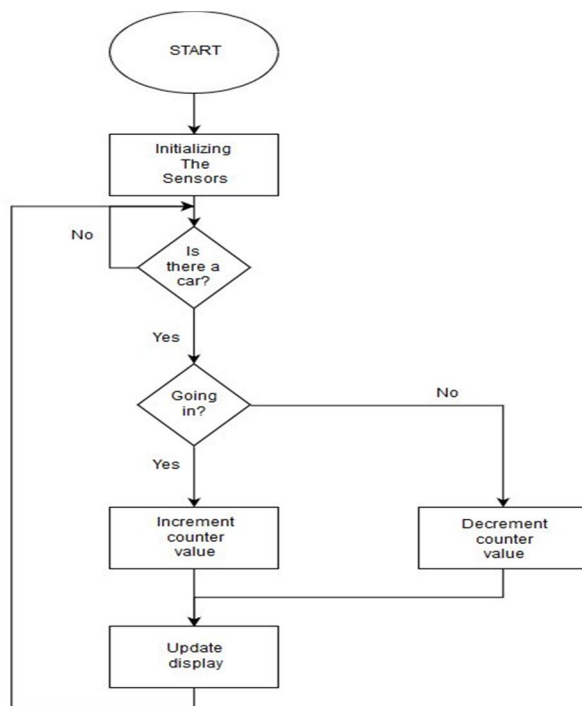 START
Initializing
The
Sensors
No
Is
there a
car?
Yes
Going
in?
No
Yes
Increment
counter
value
Decrement
counter
value
Update
display